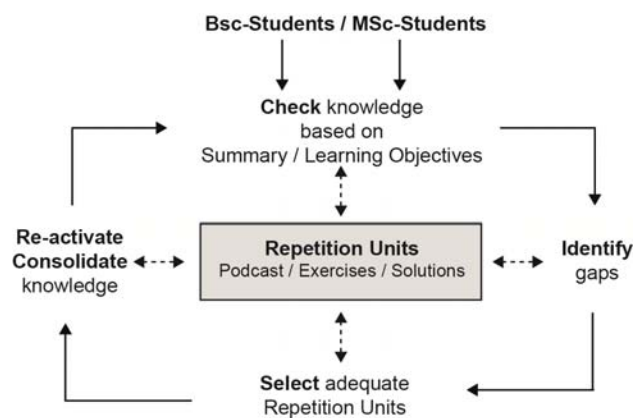 Bsc-Students / MSc-Students
Check knowledge
based on
Summary / Learning Objectives
Re-activate
Consolidate
knowledge
Repetition Units
Podcast / Exercises / Solutions
Identify
gaps
Select adequate
Repetition Units